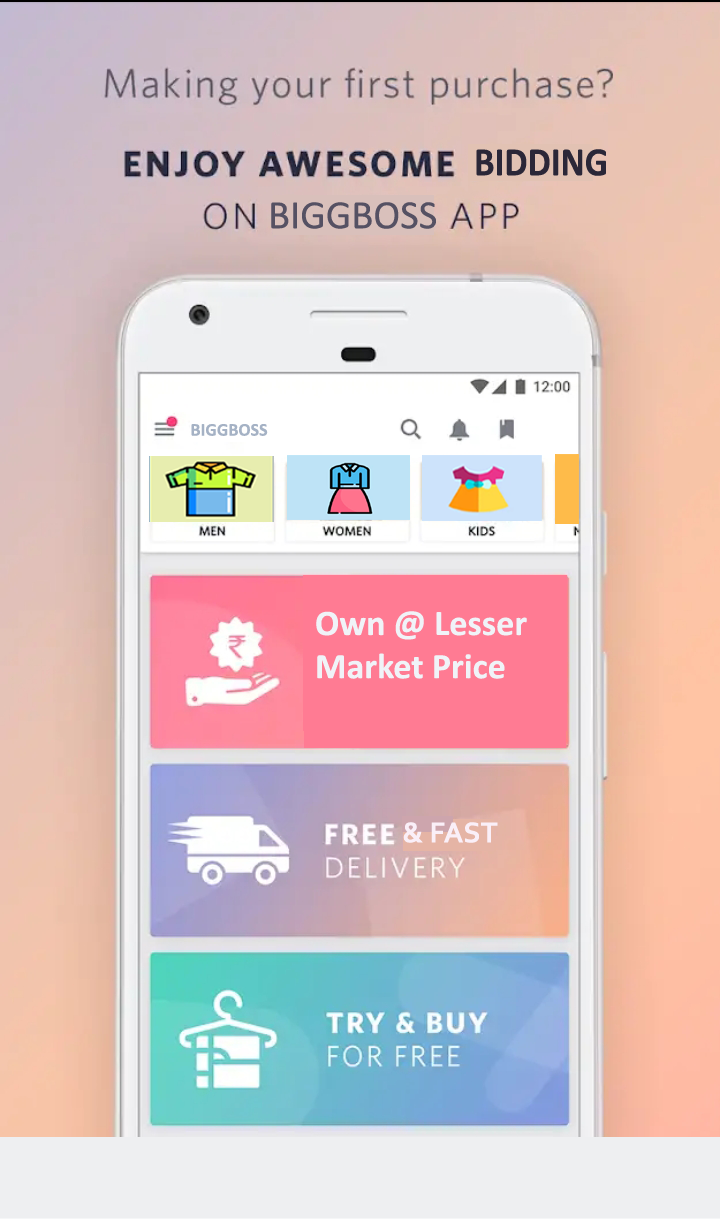 Making your first purchase?
ENJOY AWESOME BIDDING
ON BIGGBOSS APP
12:00
BIGGBOSS
MEN
WOMEN
KIDS
₹
Own @ Lesser
Market Price
FREE & FAST
DELIVERY
TRY & BUY
FOR FREE